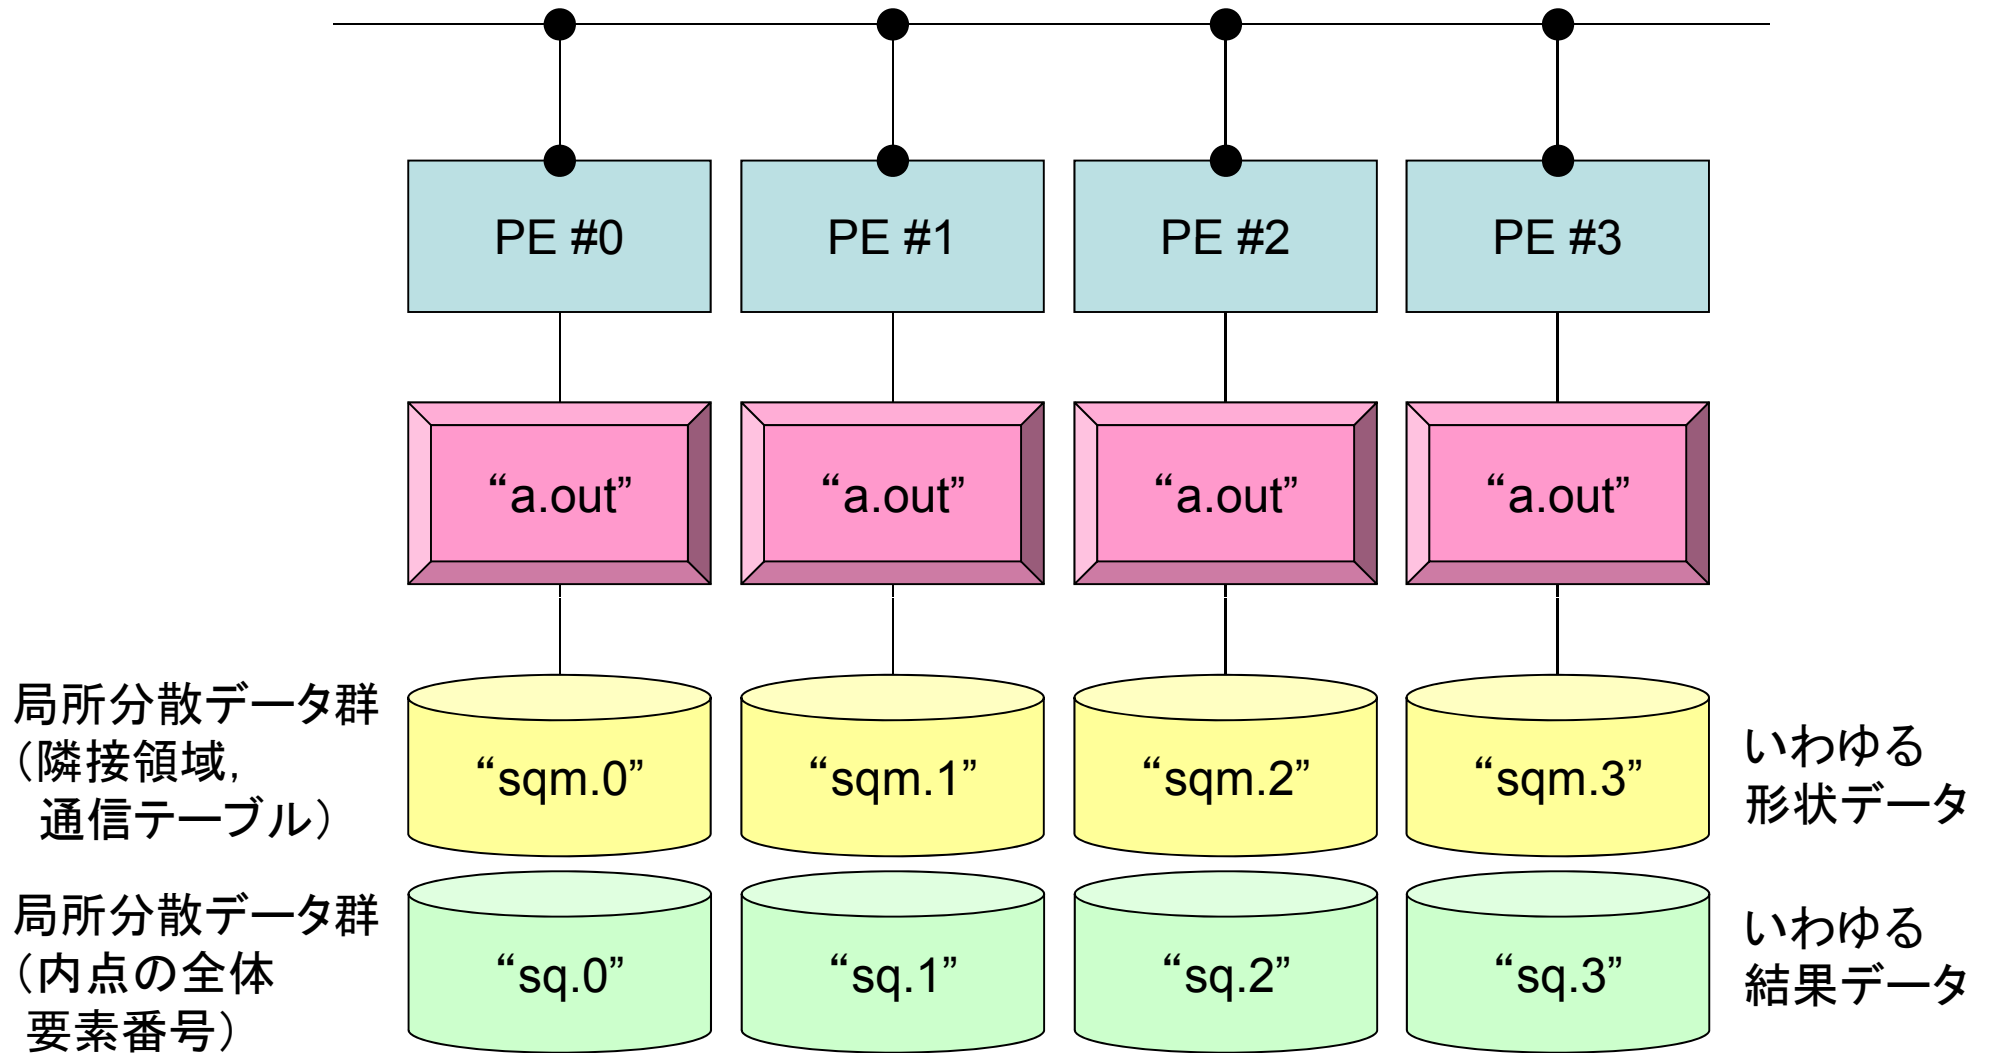 PE #0
PE #1
PE #2
PE #3
“a.out”
“a.out”
“a.out”
“a.out”
局所分散データ群
（隣接領域，
通信テーブル）
“sqm.0”
“sqm.1”
“sqm.2”
“sqm.3”
いわゆる
形状データ
局所分散データ群
（内点の全体
要素番号）
“sq.0”
“sq.1”
“sq.2”
“sq.3”
いわゆる
結果データ